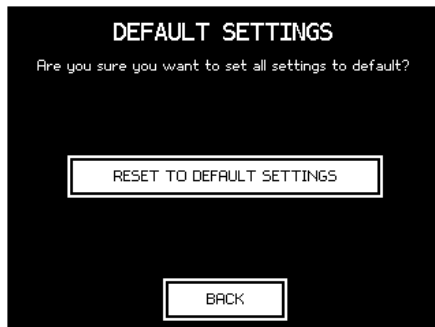 DEFAULT SETTINGS
Are you sure you want to set all settings to default?
RESET TO DEFAULT SETTINGS
BACK